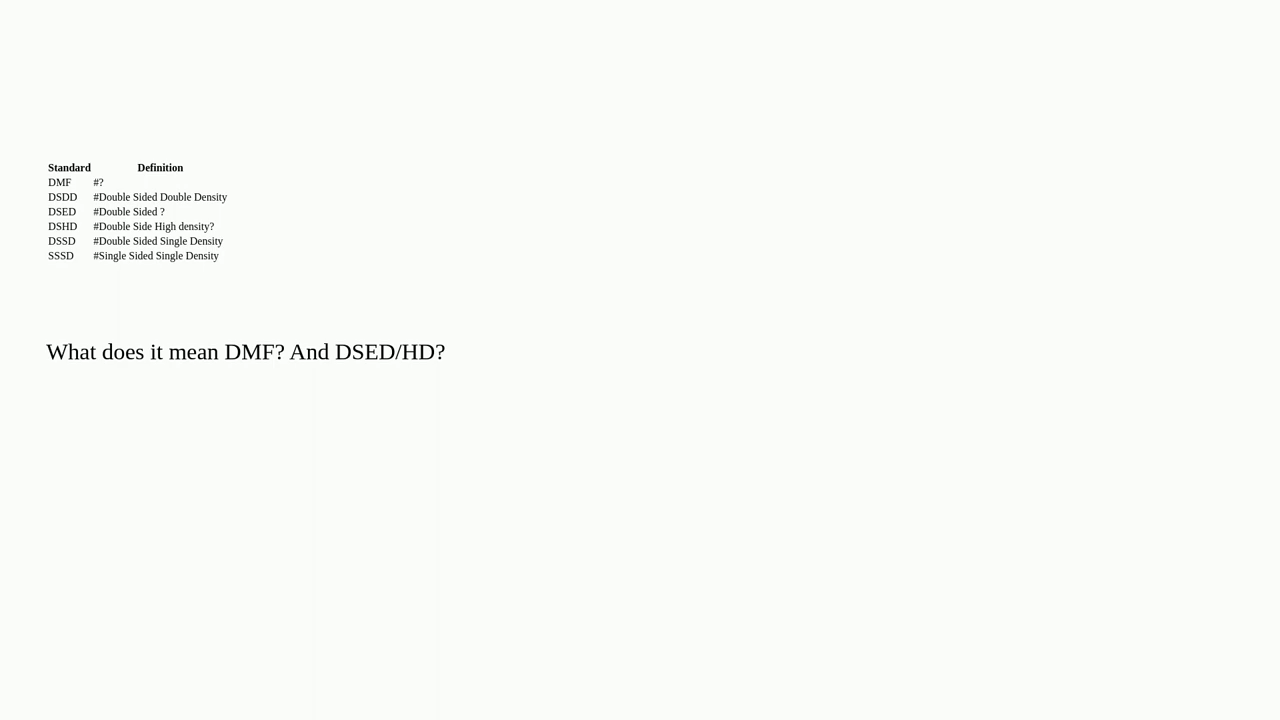 Standard Definition
DMF #?
DSDD #Double Sided Double Density
DSED #Double Sided ?
DSHD #Double Side High density?
DSSD #Double Sided Single Density
SSSD #Single Sided Single Density
What does it mean DMF? And DSED/HD?